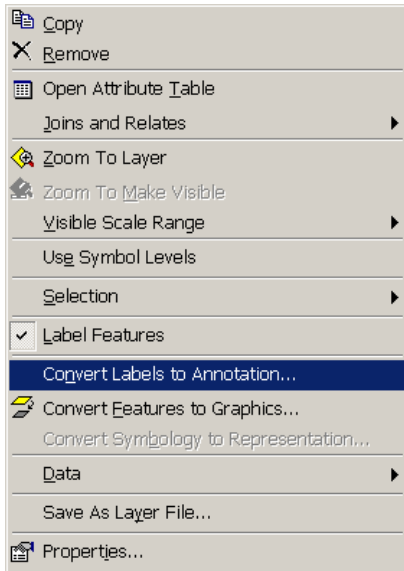 Copy
Remove
Open Attribute Table
Joins and Relates
Zoom To Layer
Zoom To Make Visible
Visible Scale Range
Use Symbol Levels
Selection
Label Features
Convert Labels to Annotation...
Convert Features to Graphics...
Convert Symbology to Representation...
Data
Save As Layer File...
Properties...